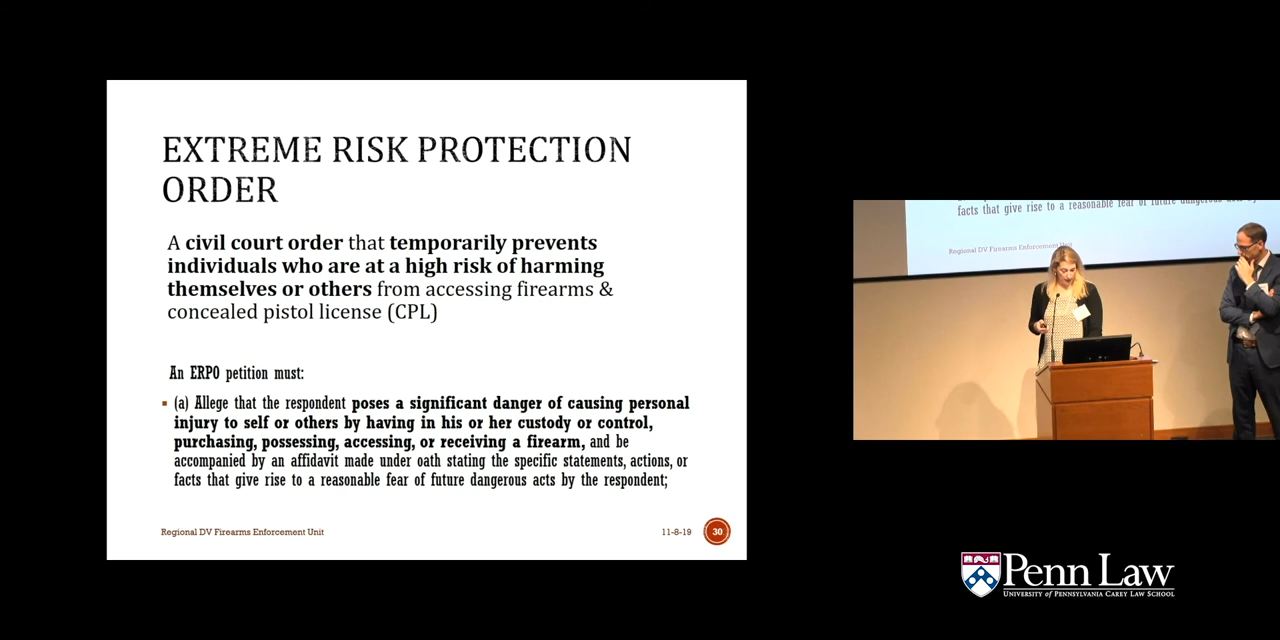 EXTREME RISK PROTECTION
ORDER
A civil court order that temporarily prevents
individuals who are at a high risk of harming
themselves or others from accessing firearms &
concealed pistol license (CPL)
An ERPO petition must:
▪ (a) Allege that the respondent poses a significant danger of causing personal
injury to self or others by having in his or her custody or control,
purchasing, possessing, accessing, or receiving a firearm, and be
accompanied by an affidavit made under oath stating the specific statements, actions, or
facts that give rise to a reasonable fear of future dangerous acts by the respondent;
Regional DV Firearms Enforcement Unit
11-8-19
30
facts that give rise to a reasonable fear of future dangerous acts by
Regional DV Firearms Enforcement Unit
Penn Law
UNIVERSITY of PENNSYLVANIA CAREY LAW SCHOOL